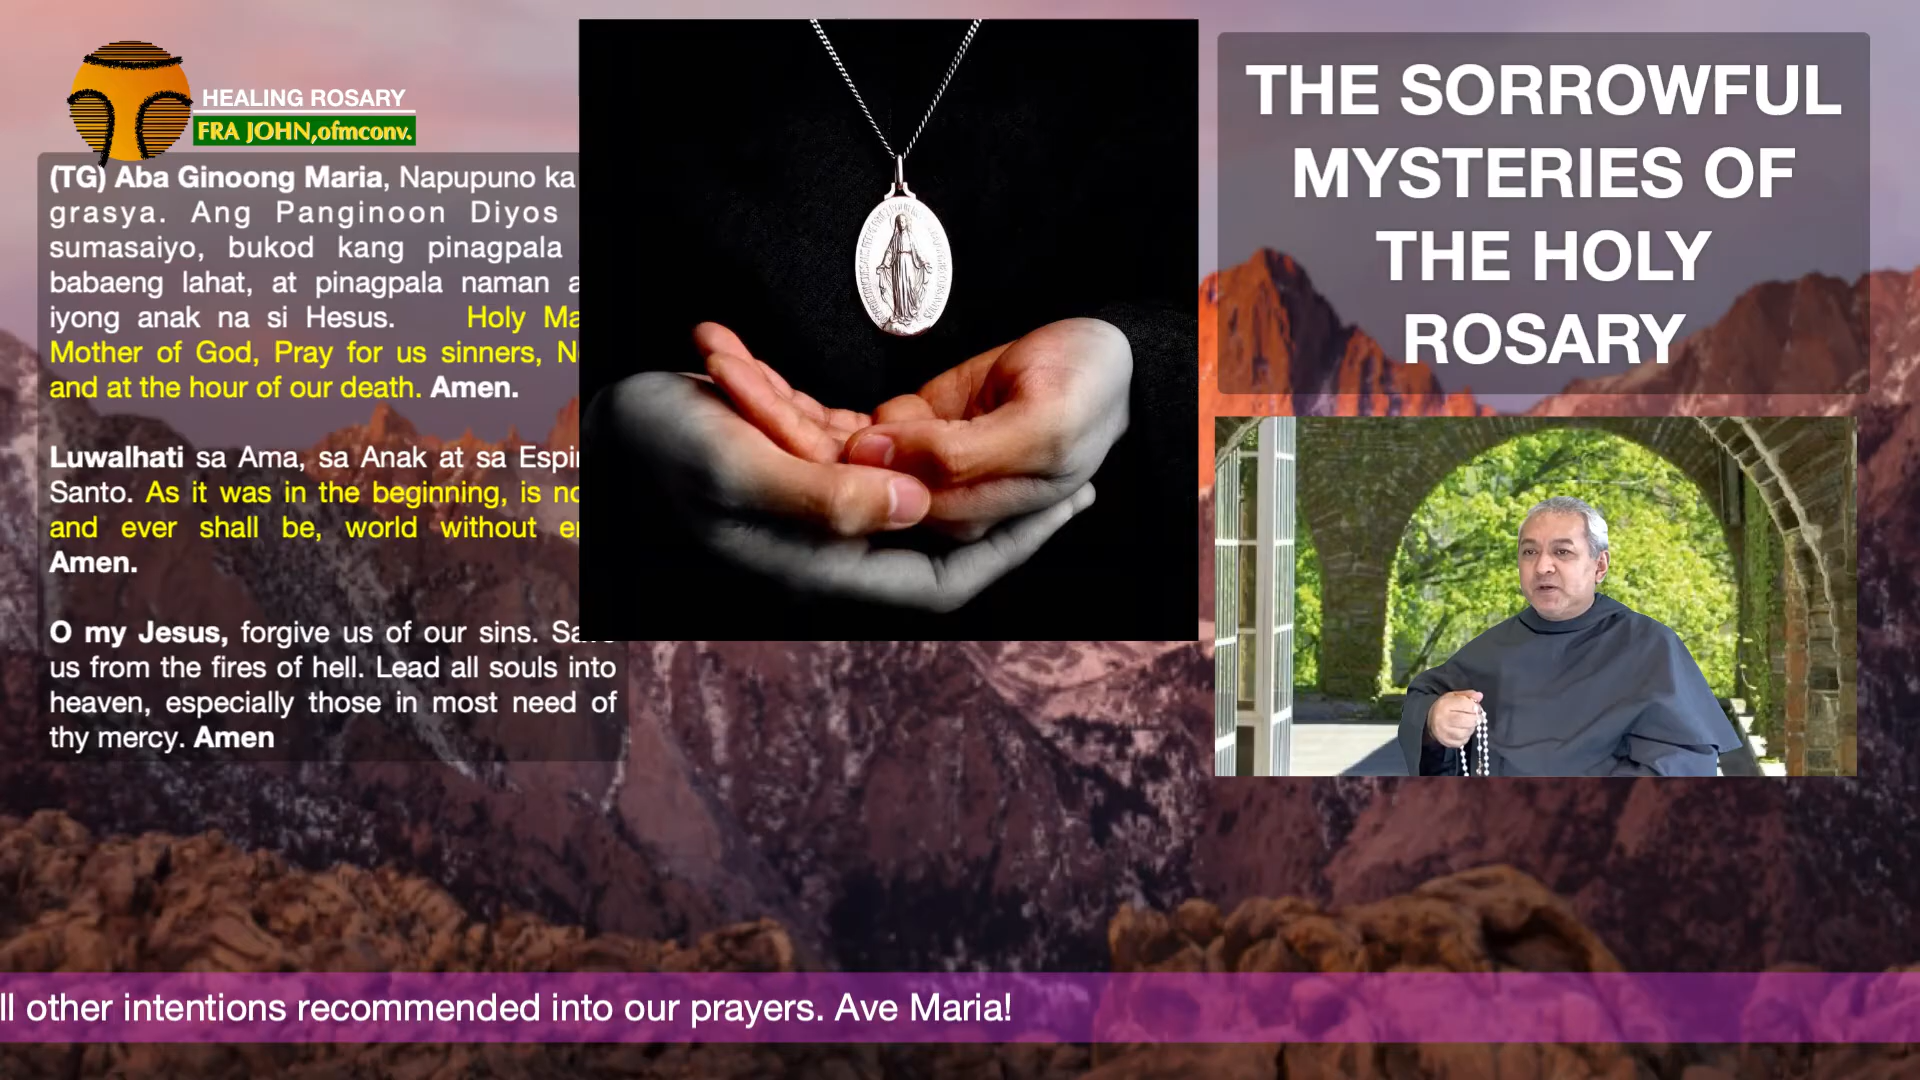 HEALING ROSARY
FRA JOHN,ofmconv.
(TG) Aba Ginoong Maria, Napupuno ka
grasya. Ang Panginoon Diyos
sumasaiyo, bukod kang pinagpala
babaeng lahat, at pinagpala naman
iyong anak na si Hesus. Holy
Mother of God, Pray for us sinners,
and at the hour of our death. Amen.
Luwalhati sa Ama, sa Anak at sa
Santo. As it was in the beginning, is
and ever shall be, world without
Amen.
O my Jesus, forgive us of our sins. Save
us from the fires of hell. Lead all souls into
heaven, especially those in most need of
thy mercy. Amen
THE SORROWFUL
MYSTERIES OF
THE HOLY
ROSARY
other intentions recommended into our prayers. Ave Maria!